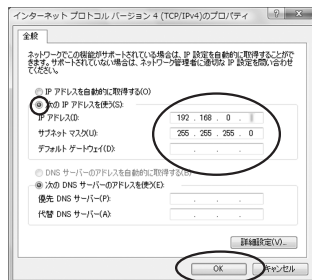 インターネット プロトコル バージョン 4 (TCP/IPv4)のプロパティ
全般
ネットワークでこの機能がサポートされている場合は、IP 設定を自動的に取得することがで
きます。サポートされていない場合は、ネットワーク管理者に適切な IP 設定を問い合わせ
てください。
IP アドレスを自動的に取得する(O)
次の IP アドレスを使う(S):
IP アドレス(I): 192 . 168 . 0 .
サブネット マスク(U): 255 . 255 . 255 . 0
デフォルト ゲートウェイ(D): . . .
DNS サーバーのアドレスを自動的に取得する(B)
次の DNS サーバーのアドレスを使う(E):
優先 DNS サーバー(P): . . .
代替 DNS サーバー(A): . . .
詳細設定(V)...
OK キャンセル